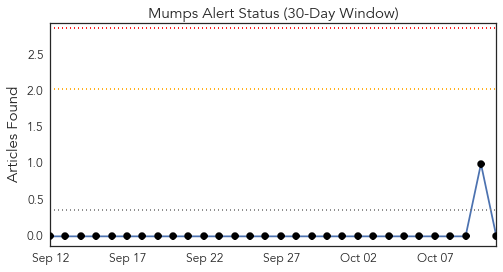 Mumps Alert Status (30-Day Window)
Articles Found
2.5
2.0
1.5
1.0
0.5
0.0
Sep 12 Sep 17 Sep 22 Sep 27 Oct 02 Oct 07